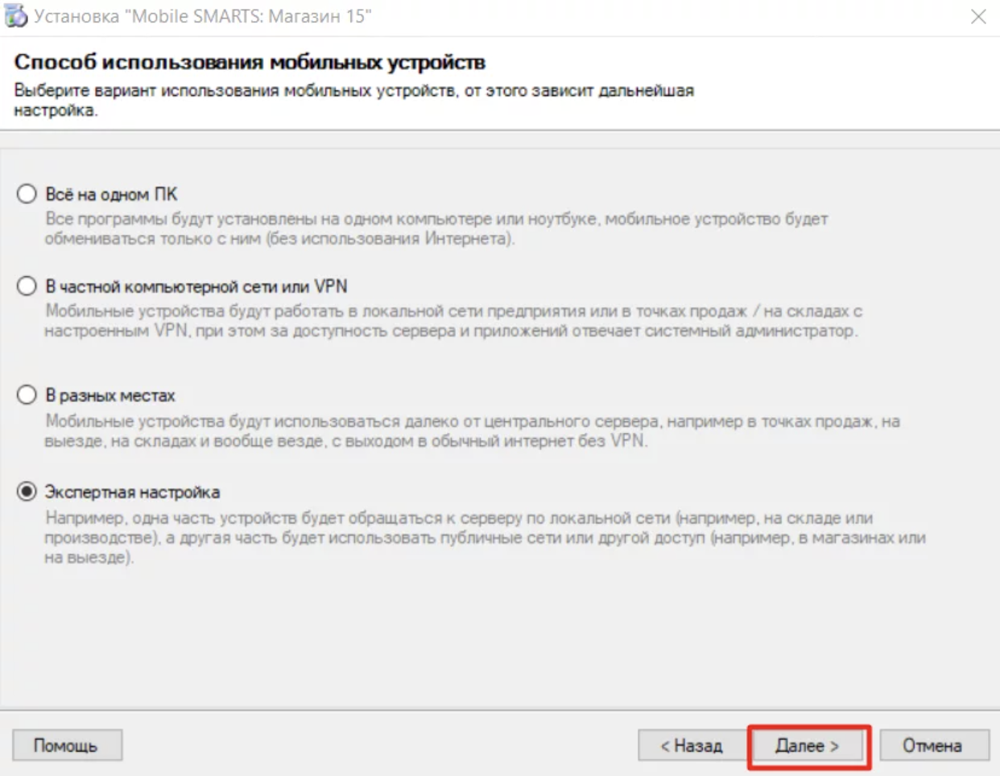 Установка "Mobile SMARTS: Магазин 15"
Способ использования мобильных устройств
Выберите вариант использования мобильных устройств, от этого зависит дальнейшая
настройка.
Всё на одном ПК
Все программы будут установлены на одном компьютере или ноутбуке, мобильное устройство будет
обмениваться только с ним (без использования Интернета).
В частной компьютерной сети или VPN
Мобильные устройства будут работать в локальной сети предприятия или в точках продаж / на складах с
настроенным VPN, при этом за доступность сервера и приложений отвечает системный администратор.
В разных местах
Мобильные устройства будут использоваться далеко от центрального сервера, например в точках продаж, на
выезде, на складах и вообще везде, с выходом в обычный интернет без VPN.
Экспертная настройка
Например, одна часть устройств будет обращаться к серверу по локальной сети (например, на складе или
производстве), а другая часть будет использовать публичные сети или другой доступ (например, в магазинах или
на выезде).
Помощь
< Назад
Далее >
Отмена